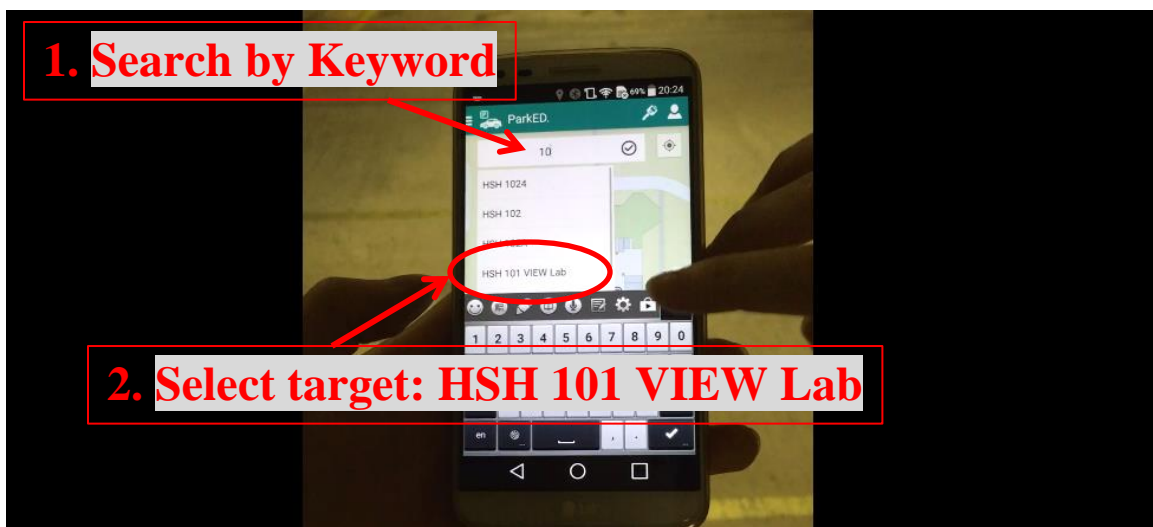 1. Search by Keyword
69% 20:24
ParkED.
10
HSH 1024
HSH 102
HSH 101 VIEW Lab
1 2 3 4 5 6 7 8 9 0
2. Select target: HSH 101 VIEW Lab
en , .
LG